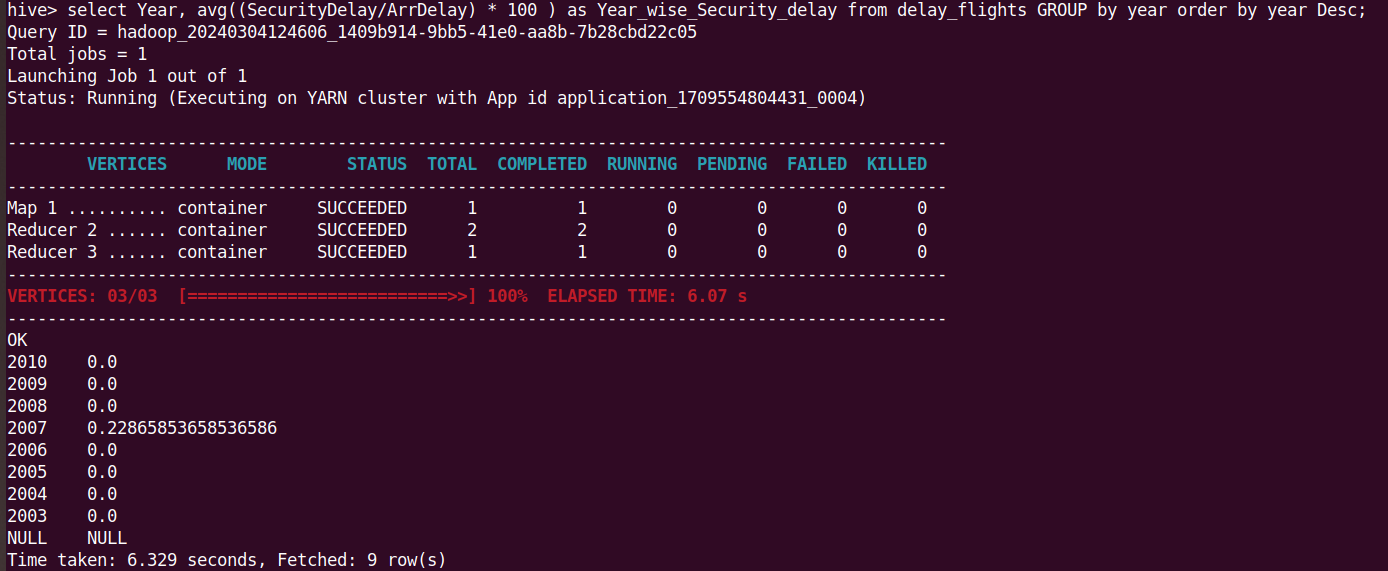 hive> select Year, avg((SecurityDelay/ArrDelay) * 100 ) as Year_wise_Security_delay from delay_flights GROUP by year order by year Desc;
Query ID = hadoop_20240304124606_1409b914-9bb5-41e0-aa8b-7b28cbd22c05
Total jobs = 1
Launching Job 1 out of 1
Status: Running (Executing on YARN cluster with App id application_1709554804431_0004)
----------------------------------------------------------------------------------------------
        VERTICES      MODE        STATUS  TOTAL  COMPLETED  RUNNING  PENDING  FAILED  KILLED
----------------------------------------------------------------------------------------------
Map 1 .......... container     SUCCEEDED      1          1        0        0       0       0
Reducer 2 ...... container     SUCCEEDED      2          2        0        0       0       0
Reducer 3 ...... container     SUCCEEDED      1          1        0        0       0       0
----------------------------------------------------------------------------------------------
VERTICES: 03/03  [==========================>>] 100%  ELAPSED TIME: 6.07 s
----------------------------------------------------------------------------------------------
OK
2010    0.0
2009    0.0
2008    0.0
2007    0.22865853658536586
2006    0.0
2005    0.0
2004    0.0
2003    0.0
NULL    NULL
Time taken: 6.329 seconds, Fetched: 9 row(s)